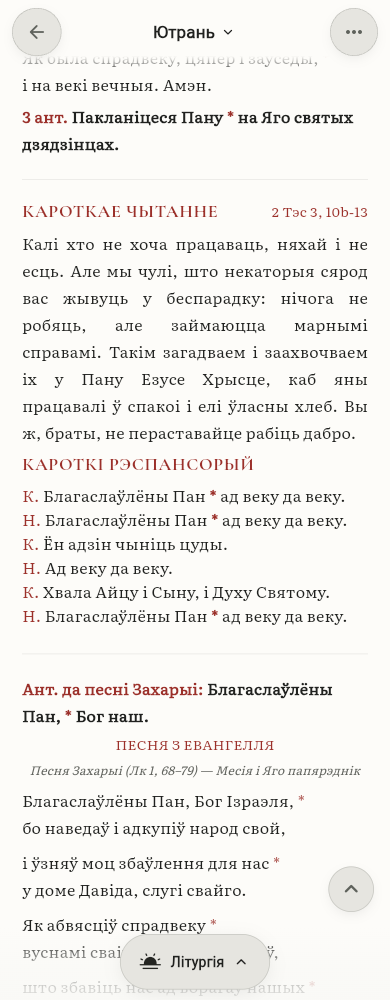 Ютрань
Як была спрадвеку, цяпер і заўсёды,
і на векі вечныя. Амэн.
3 ант. Пакланіцеся Пану * на Яго святых
дзядзінцах.
КАРОТКАЕ ЧЫТАННЕ 2 Тэс 3, 10b-13
Калі хто не хоча працаваць, няхай і не
есць. Але мы чулі, што некаторыя сярод
вас жывуць у беспарадку: нічога не
робяць, але займаюцца марнымі
справамі. Такім загадваем і заахвочваем
іх у Пану Езусе Хрысце, каб яны
працавалі ў спакоі і елі ўласны хлеб. Вы
ж, браты, не пераставайце рабіць дабро.
КАРОТКІ РЭСПАНСОРЫЙ
К. Благаслаўлёны Пан * ад веку да веку.
Н. Благаслаўлёны Пан * ад веку да веку.
К. Ён адзін чыніць цуды.
Н. Ад веку да веку.
К. Хвала Айцу і Сыну, і Духу Святому.
Н. Благаслаўлёны Пан * ад веку да веку.
Ант. да песні Захарыі: Благаслаўлёны
Пан, * Бог наш.
ПЕСНЯ З ЕВАНГЕЛЛЯ
Песня Захарыі (Лк 1, 68–79) — Месія і Яго папярэднік
Благаслаўлёны Пан, Бог Ізраэля, *
бо наведаў і адкупіў народ свой,
і ўзняў моц збаўлення для нас *
у доме Давіда, слугі свайго.
Як абвясціў спрадвеку *
вуснамі
Літургія
што збавіць нас ад ворагаў нашых *